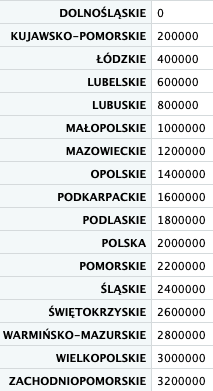 DOLNOŚLĄSKIE 0
KUJAWSKO-POMORSKIE 200000
ŁÓDZKIE 400000
LUBELSKIE 600000
LUBUSKIE 800000
MAŁOPOLSKIE 1000000
MAZOWIECKIE 1200000
OPOLSKIE 1400000
PODKARPACKIE 1600000
PODLASKIE 1800000
POLSKA 2000000
POMORSKIE 2200000
ŚLĄSKIE 2400000
ŚWIĘTOKRZYSKIE 2600000
WARMIŃSKO-MAZURSKIE 2800000
WIELKOPOLSKIE 3000000
ZACHODNIOPOMORSKIE 3200000